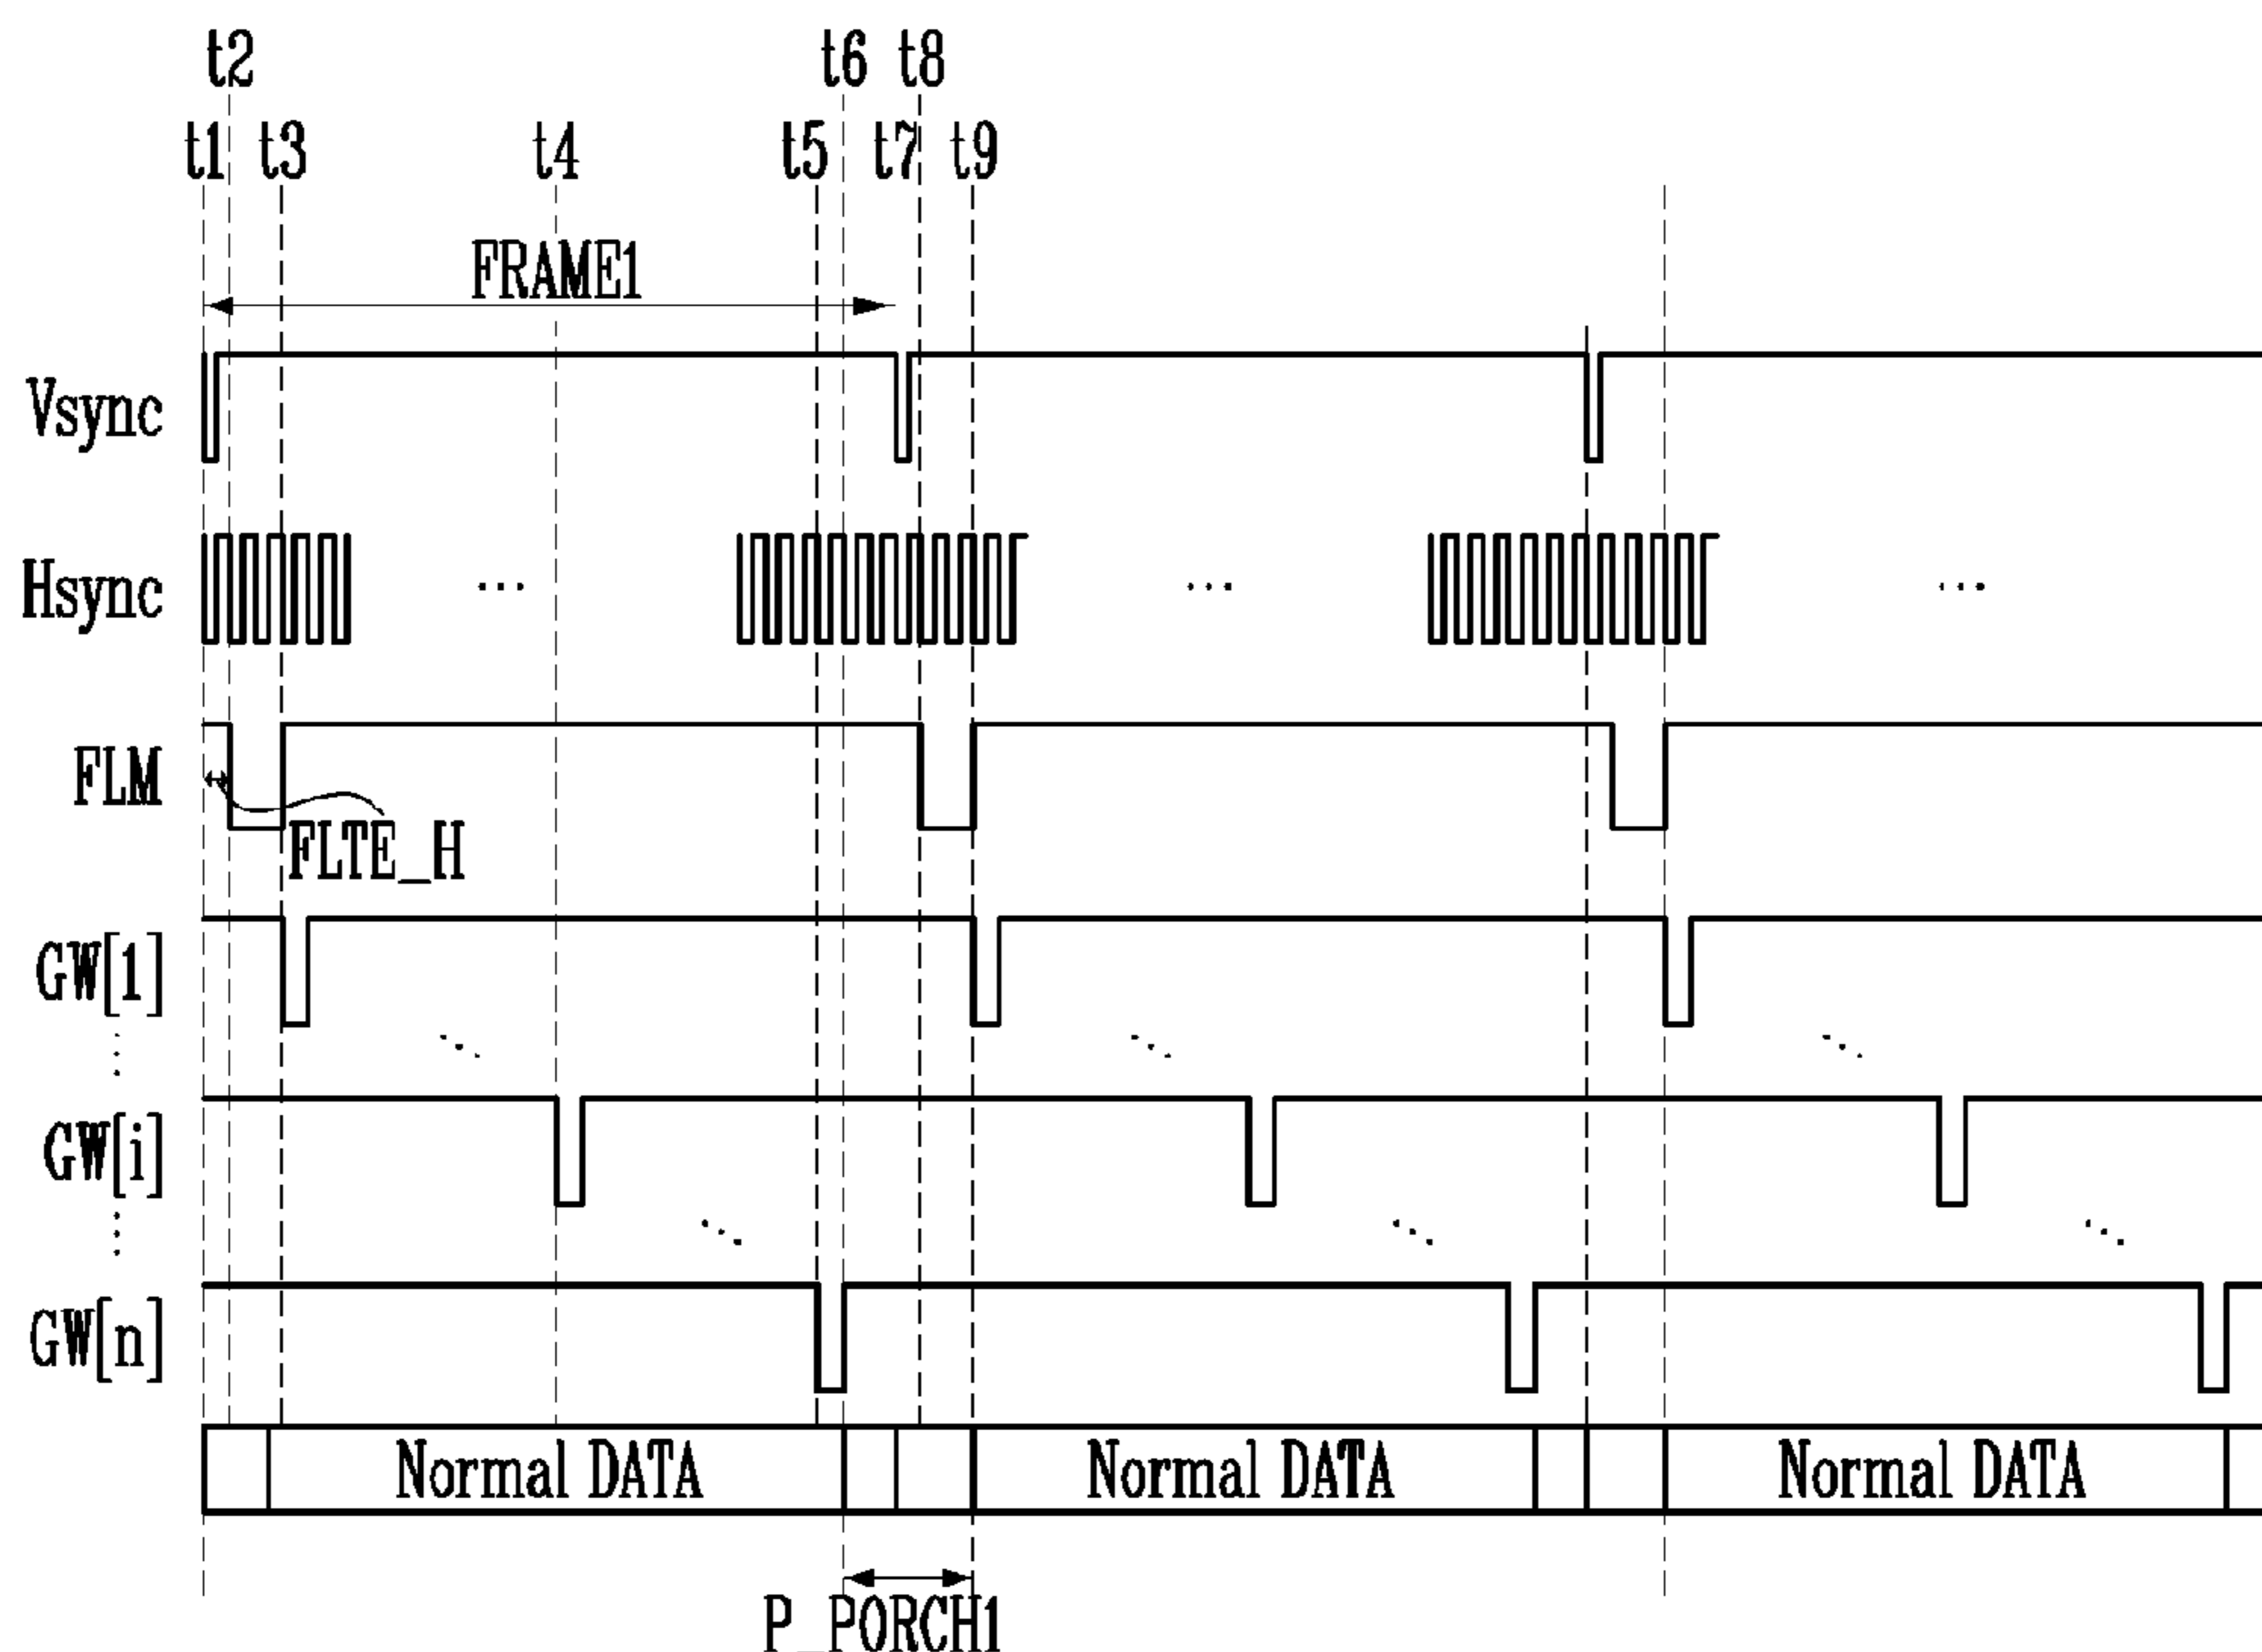 t2 t6 t8
t1 t3 t4 t5 t7 t9
FRAME1
Vsync
Hsync ... ... ...
FLM
FLTE_H
GW[1]
GW[i]
GW[n]
Normal DATA Normal DATA Normal DATA
P_PORCH1